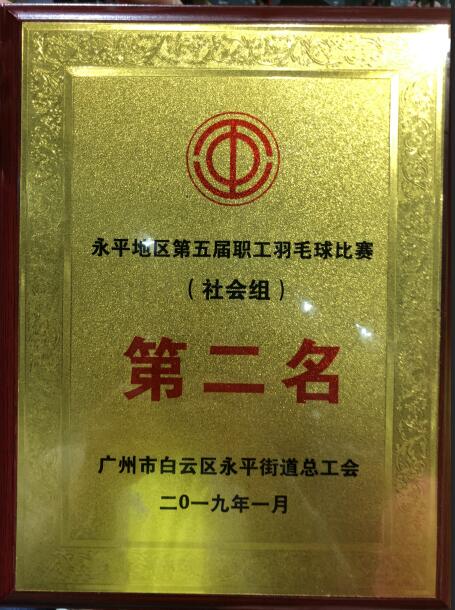 永平地区第五届职工羽毛球比赛
（社会组）
第二名
广州市白云区永平街道总工会
二0一九年一月